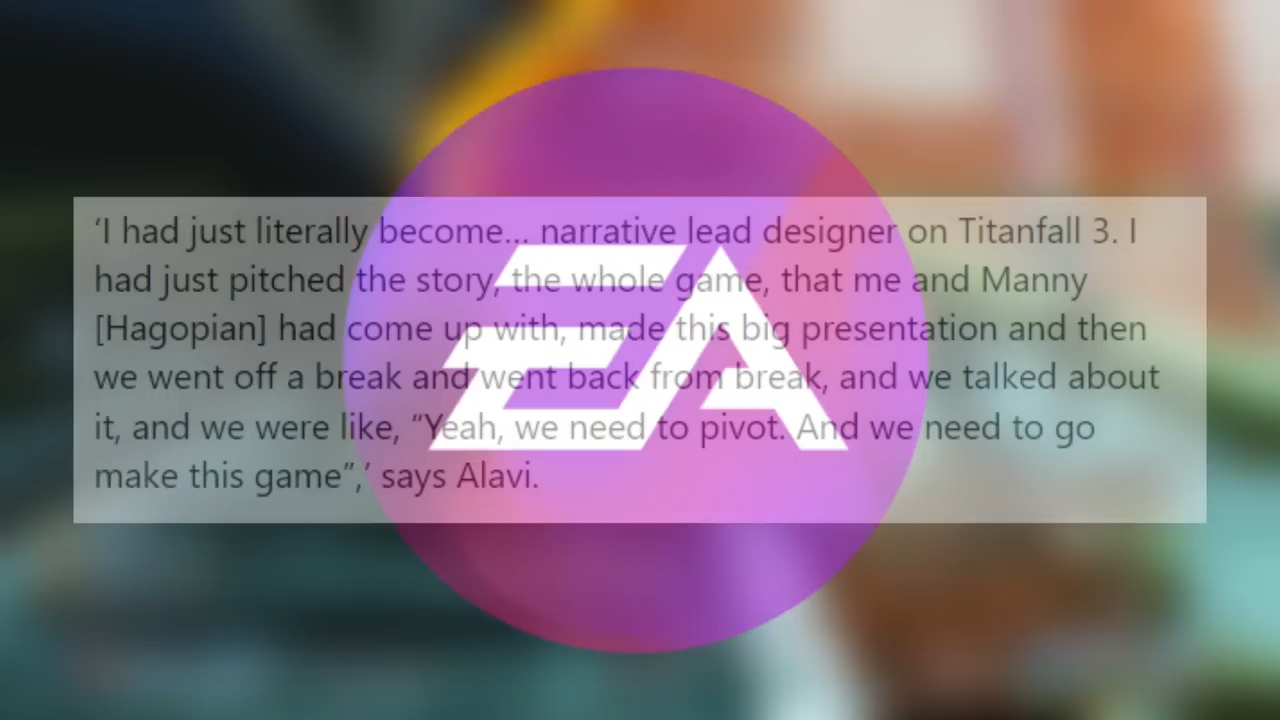 ‘I had just literally become... narrative lead designer on Titanfall 3. I
had just pitched the story, the whole game, that me and Manny
[Hagopian] had come up with, made this big presentation and then
we went off a break and went back from break, and we talked about
it, and we were like, “Yeah, we need to pivot. And we need to go
make this game”,’ says Alavi.
EA